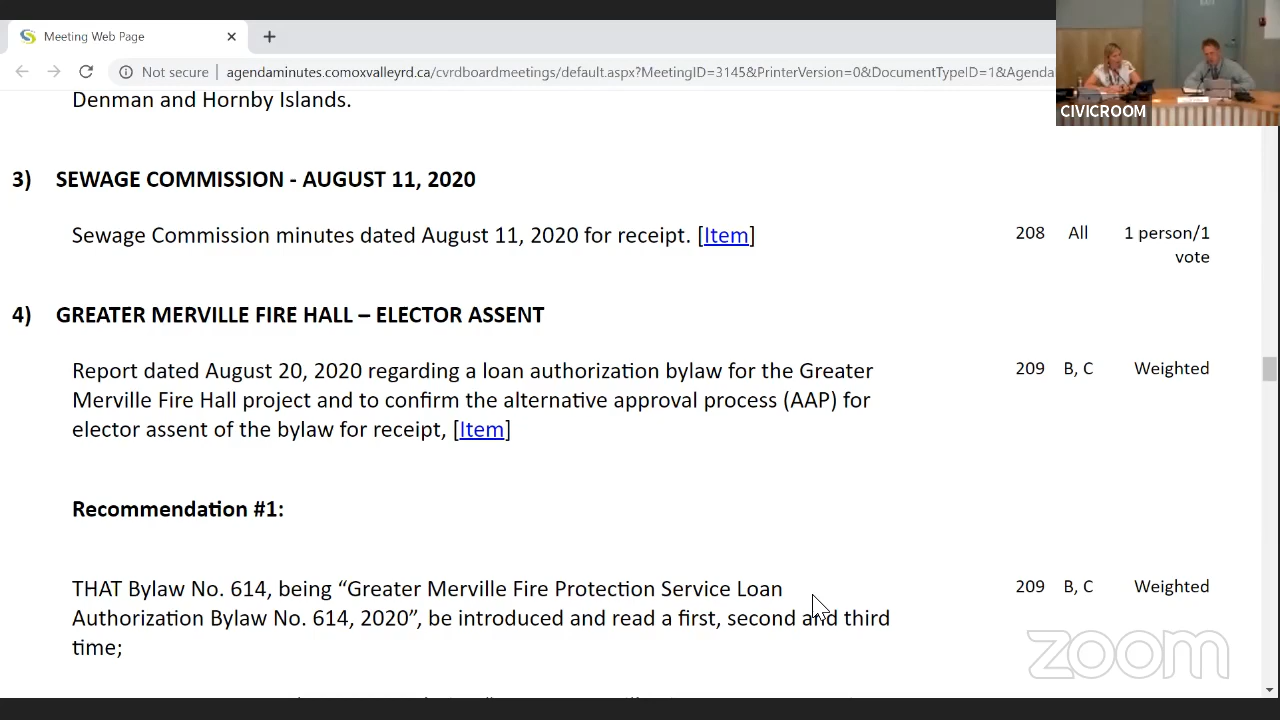 Meeting Web Page
Not secure
agendaminutes.comoxvalleyrd.ca/cvrdboardmeetings/default.aspx?MeetingID=3145&PrinterVersion=0&DocumentTypeID=1&Agenda
CIVICROOM
Denman and Hornby Islands.
3) SEWAGE COMMISSION - AUGUST 11, 2020
Sewage Commission minutes dated August 11, 2020 for receipt. [Item] 208 All 1 person/1
vote
4) GREATER MERVILLE FIRE HALL – ELECTOR ASSENT
Report dated August 20, 2020 regarding a loan authorization bylaw for the Greater 209 B, C Weighted
Merville Fire Hall project and to confirm the alternative approval process (AAP) for
elector assent of the bylaw for receipt, [Item]
Recommendation #1:
THAT Bylaw No. 614, being “Greater Merville Fire Protection Service Loan 209 B, C Weighted
Authorization Bylaw No. 614, 2020”, be introduced and read a first, second and third
time;
zoom